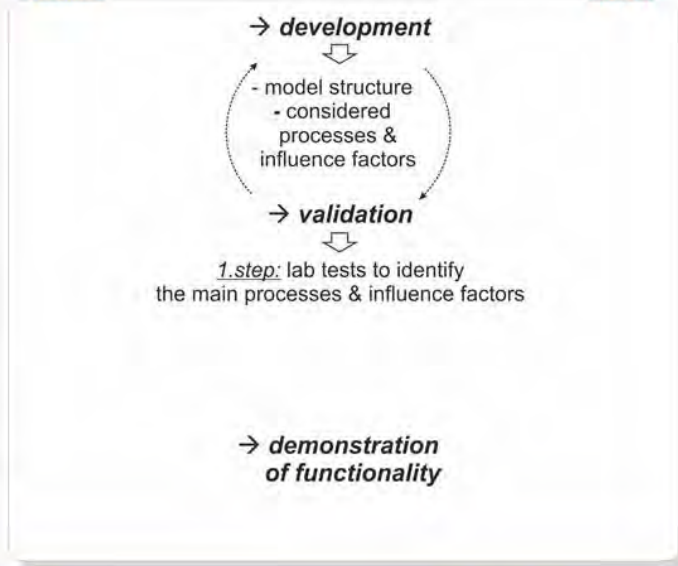 → development
- model structure
- considered
processes &
influence factors
→ validation
1.step: lab tests to identify
the main processes & influence factors
→ demonstration
of functionality